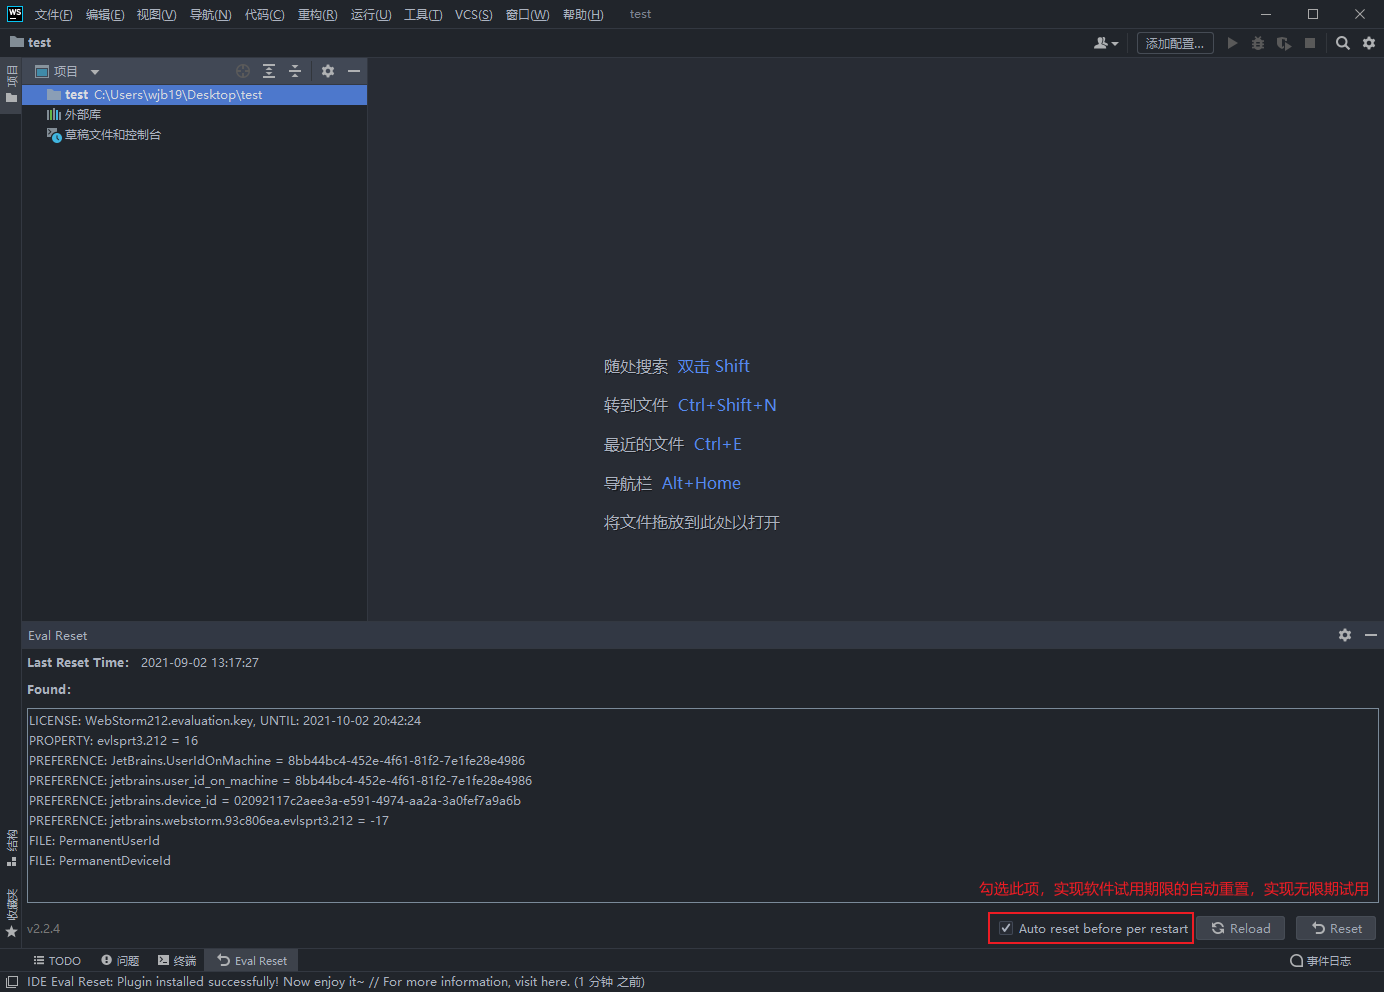 WS 文件(F) 编辑(E) 视图(V) 导航(N) 代码(C) 重构(R) 运行(U) 工具(T) VCS(S) 窗口(W) 帮助(H) test
test 添加配置...
项目
项目
test C:\Users\wjb19\Desktop\test
外部库
草稿文件和控制台
随处搜索 双击 Shift
转到文件 Ctrl+Shift+N
最近的文件 Ctrl+E
导航栏 Alt+Home
将文件拖放到此处以打开
Eval Reset
Last Reset Time: 2021-09-02 13:17:27
Found:
LICENSE: WebStorm212.evaluation.key, UNTIL: 2021-10-02 20:42:24
PROPERTY: evlsprt3.212 = 16
PREFERENCE: JetBrains.UserIdOnMachine = 8bb44bc4-452e-4f61-81f2-7e1fe28e4986
PREFERENCE: jetbrains.user_id_on_machine = 8bb44bc4-452e-4f61-81f2-7e1fe28e4986
PREFERENCE: jetbrains.device_id = 02092117c2aee3a-e591-4974-aa2a-3a0fef7a9a6b
PREFERENCE: jetbrains.webstorm.93c806ea.evlsprt3.212 = -17
FILE: PermanentUserId
FILE: PermanentDeviceId
结构
收藏夹
勾选此项，实现软件试用期限的自动重置，实现无限期试用
v2.2.4 Auto reset before per restart Reload Reset
TODO 问题 终端 Eval Reset 事件日志
IDE Eval Reset: Plugin installed successfully! Now enjoy it~ // For more information, visit here. (1 分钟 之前)